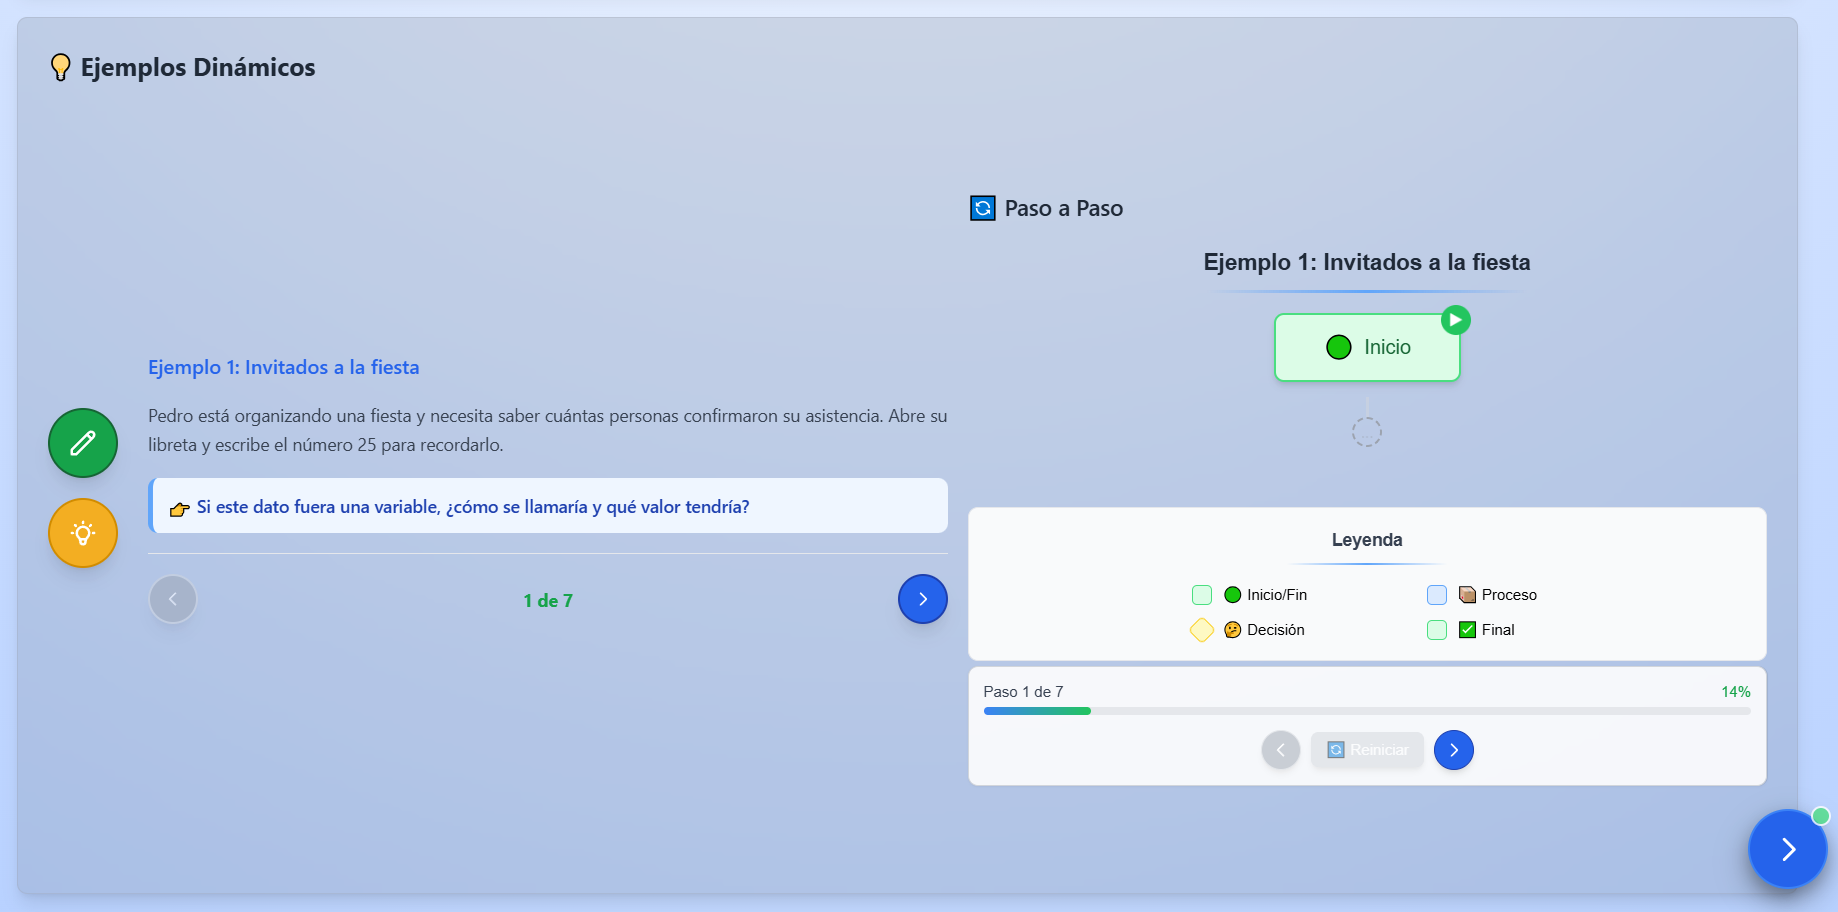 Ejemplos Dinámicos
Ejemplo 1: Invitados a la fiesta
Pedro está organizando una fiesta y necesita saber cuántas personas confirmaron su asistencia. Abre su
libreta y escribe el número 25 para recordarlo.
Si este dato fuera una variable, ¿cómo se llamaría y qué valor tendría?
1 de 7
Paso a Paso
Ejemplo 1: Invitados a la fiesta
Inicio
...
Leyenda
Inicio/Fin
Proceso
Decisión
Final
Paso 1 de 7
14%
Reiniciar